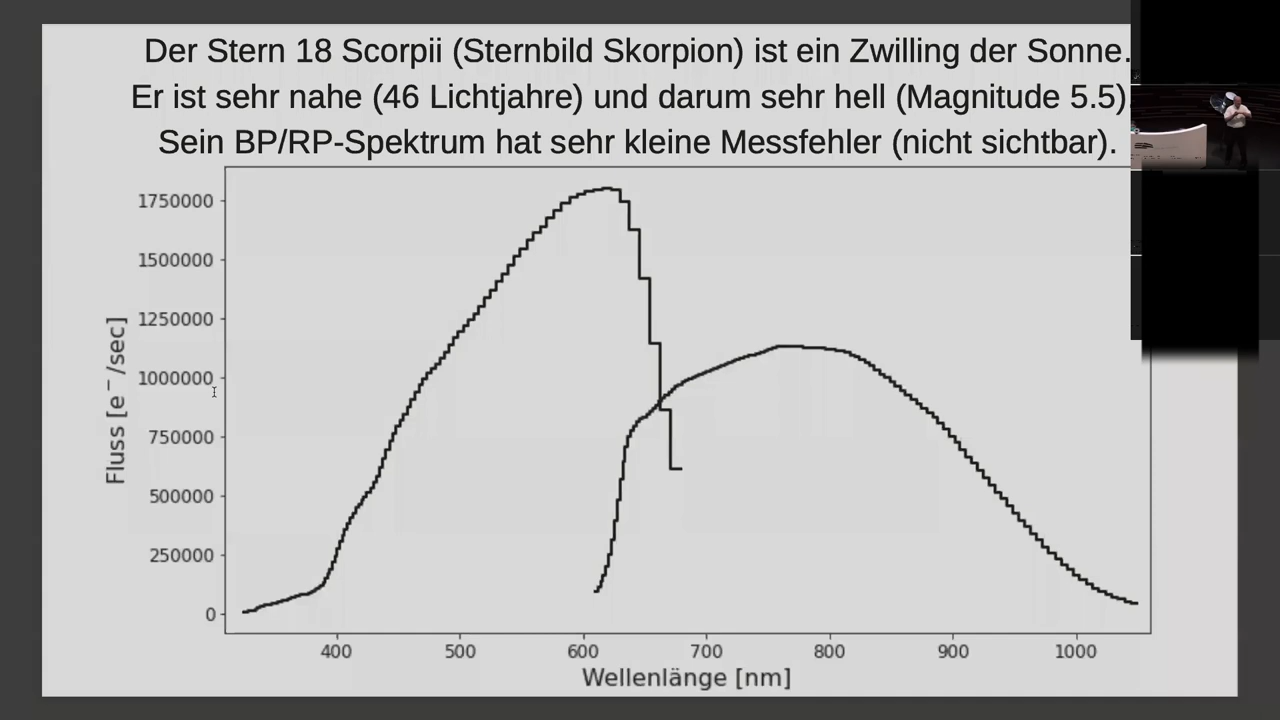 Der Stern 18 Scorpii (Sternbild Skorpion) ist ein Zwilling der Sonne.
Er ist sehr nahe (46 Lichtjahre) und darum sehr hell (Magnitude 5.5)
Sein BP/RP-Spektrum hat sehr kleine Messfehler (nicht sichtbar).
1750000
1500000
1250000
1000000
750000
500000
250000
0
Fluss [e⁻/sec]
400 500 600 700 800 900 1000
Wellenlänge [nm]